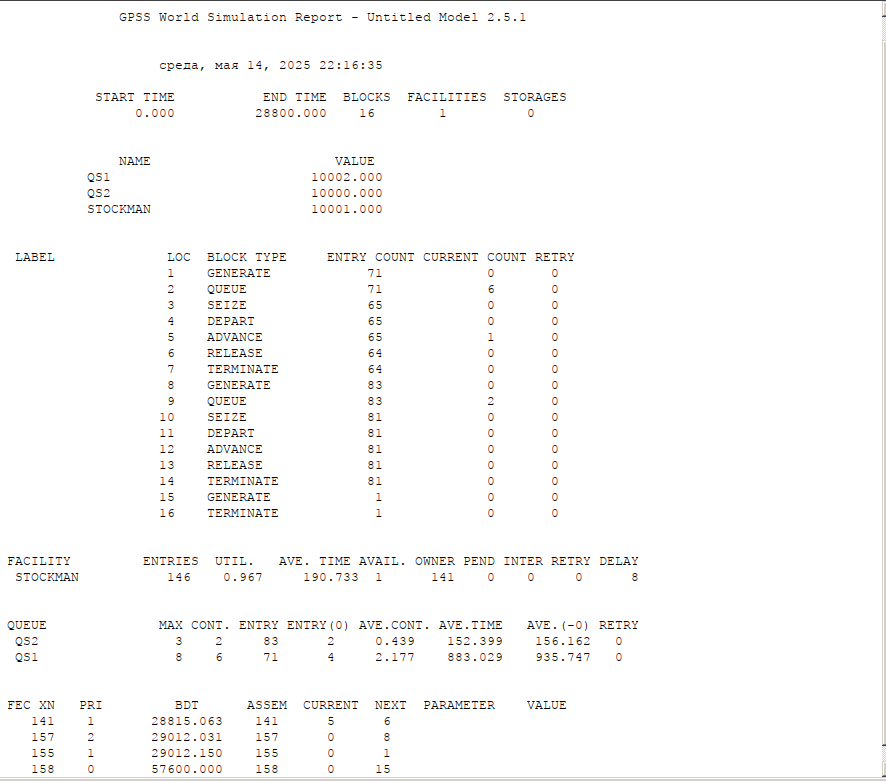 GPSS World Simulation Report - Untitled Model 2.5.1
среда, мая 14, 2025 22:16:35
START TIME END TIME BLOCKS FACILITIES STORAGES
0.000 28800.000 16 1 0
NAME VALUE
QS1 10002.000
QS2 10000.000
STOCKMAN 10001.000
LABEL LOC BLOCK TYPE ENTRY COUNT CURRENT COUNT RETRY
1 GENERATE 71 0 0
2 QUEUE 71 6 0
3 SEIZE 65 0 0
4 DEPART 65 0 0
5 ADVANCE 65 1 0
6 RELEASE 64 0 0
7 TERMINATE 64 0 0
8 GENERATE 83 0 0
9 QUEUE 83 2 0
10 SEIZE 81 0 0
11 DEPART 81 0 0
12 ADVANCE 81 0 0
13 RELEASE 81 0 0
14 TERMINATE 81 0 0
15 GENERATE 1 0 0
16 TERMINATE 1 0 0
FACILITY ENTRIES UTIL. AVE. TIME AVAIL. OWNER PEND INTER RETRY DELAY
STOCKMAN 146 0.967 190.733 1 141 0 0 0 8
QUEUE MAX CONT. ENTRY ENTRY(0) AVE.CONT. AVE.TIME AVE.(-0) RETRY
QS2 3 2 83 2 0.439 152.399 156.162 0
QS1 8 6 71 4 2.177 883.029 935.747 0
FEC XN PRI BDT ASSEM CURRENT NEXT PARAMETER VALUE
141 1 28815.063 141 5 6
157 2 29012.031 157 0 8
155 1 29012.150 155 0 1
158 0 57600.000 158 0 15